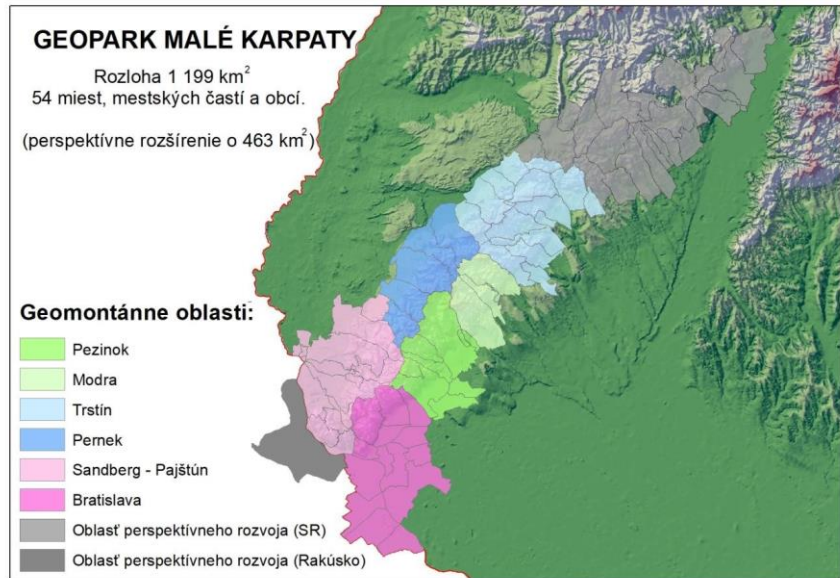 GEOPARK MALÉ KARPATY
Rozloha 1 199 km²
54 miest, mestských častí a obcí.
(perspektívne rozšírenie o 463 km²)
Geomontánne oblasti:
Pezinok
Modra
Trstín
Pernek
Sandberg - Pajštún
Bratislava
Oblasť perspektívneho rozvoja (SR)
Oblasť perspektívneho rozvoja (Rakúsko)